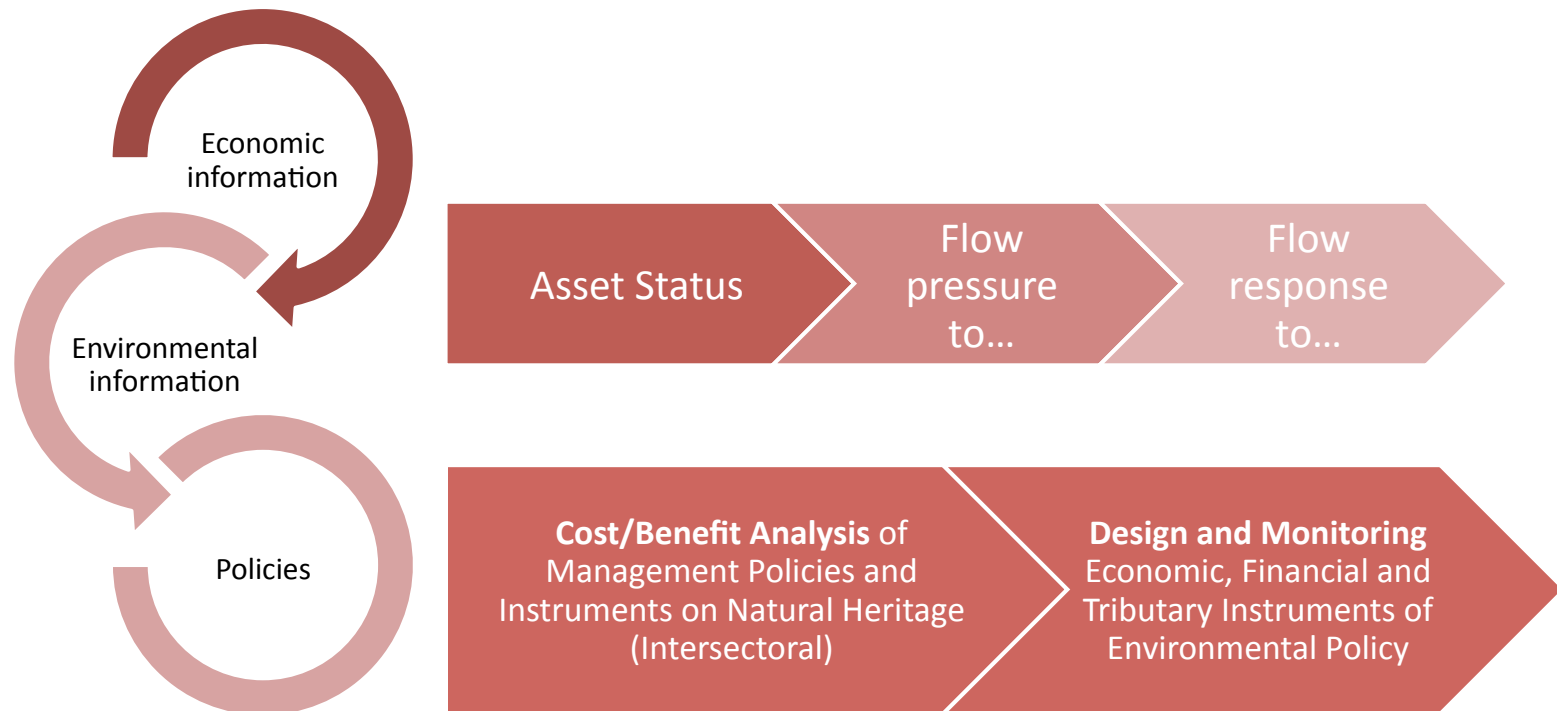 Economic
information
Environmental
information
Policies
Asset Status
Flow
pressure
to...
Flow
response
to...
Cost/Benefit Analysis of
Management Policies and
Instruments on Natural Heritage
(Intersectoral)
Design and Monitoring
Economic, Financial and
Tributary Instruments of
Environmental Policy